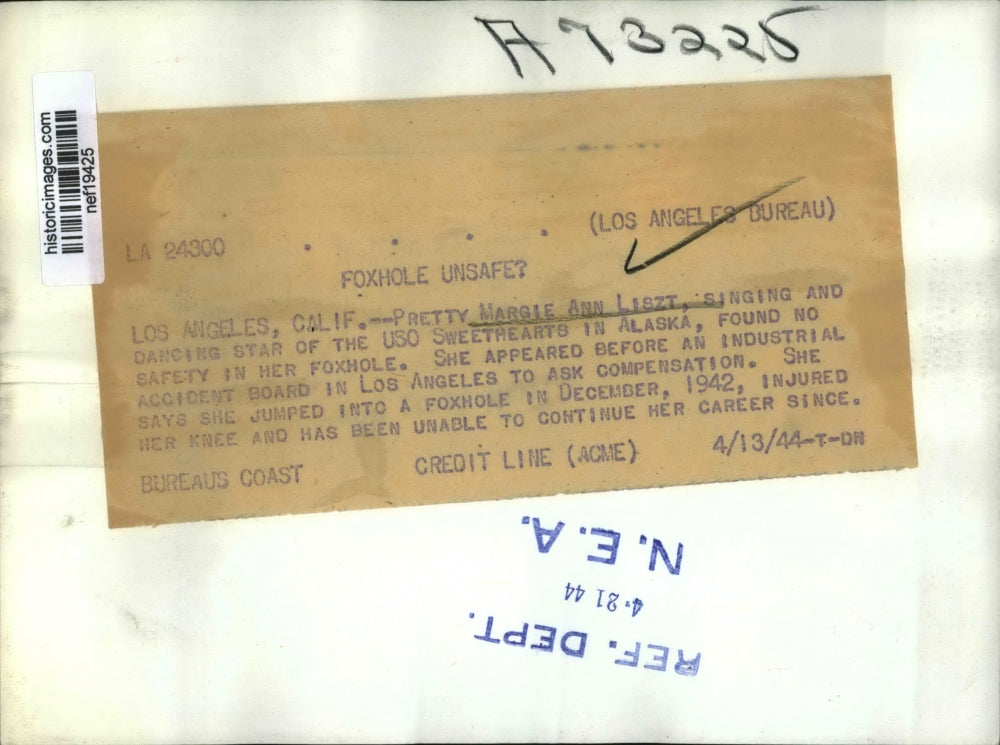 A73225
historicimages.com
nef19425
(LOS ANGELES BUREAU)
LA 24300 . . . .
FOXHOLE UNSAFE?
LOS ANGELES, CALIF.--PRETTY MARGIE ANN LISZT, SINGING AND
DANCING STAR OF THE USO SWEETHEARTS IN ALASKA, FOUND NO
SAFETY IN HER FOXHOLE. SHE APPEARED BEFORE AN INDUSTRIAL
ACCIDENT BOARD IN LOS ANGELES TO ASK COMPENSATION. SHE
SAYS SHE JUMPED INTO A FOXHOLE IN DECEMBER, 1942, INJURED
HER KNEE AND HAS BEEN UNABLE TO CONTINUE HER CAREER SINCE.
BUREAUS COAST CREDIT LINE (ACME) 4/13/44-T-DN
REF. DEPT.
4-21 44
N.E.A.